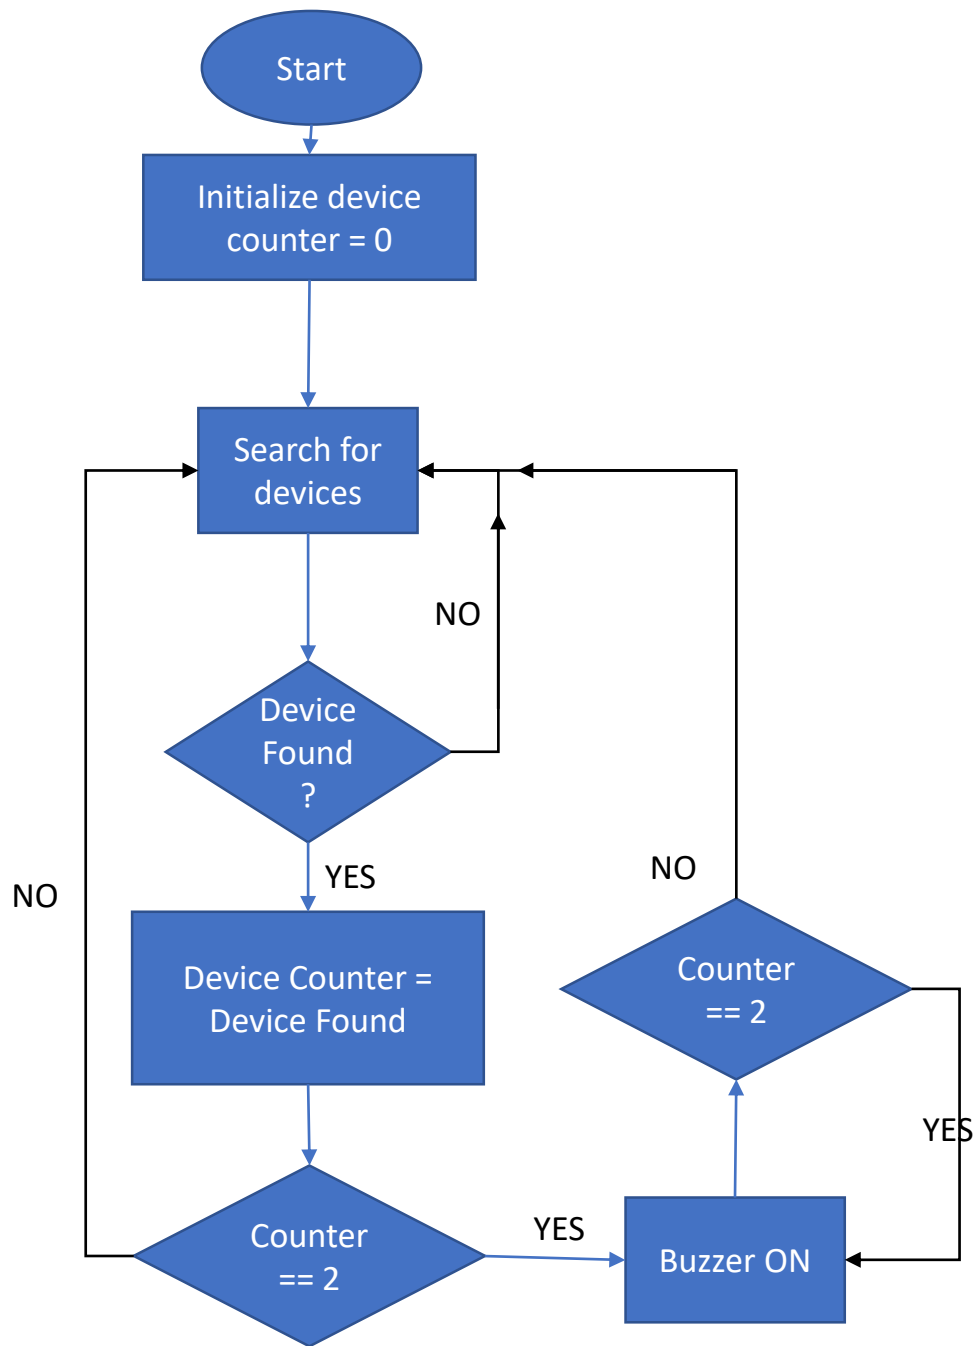 Start
Initialize device
counter = 0
Search for
devices
NO
Device
Found
?
YES
NO
NO
Device Counter =
Device Found
Counter
== 2
YES
Counter
== 2
YES
Buzzer ON